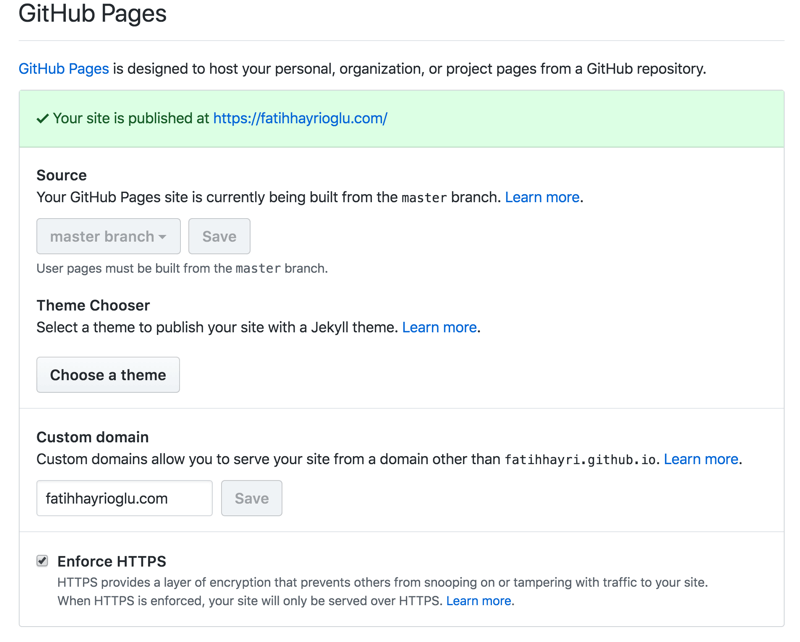 GitHub Pages
GitHub Pages is designed to host your personal, organization, or project pages from a GitHub repository.
Your site is published at https://fatihhayrioglu.com/
Source
Your GitHub Pages site is currently being built from the master branch. Learn more.
master branch Save
User pages must be built from the master branch.
Theme Chooser
Select a theme to publish your site with a Jekyll theme. Learn more.
Choose a theme
Custom domain
Custom domains allow you to serve your site from a domain other than fatihhayri.github.io. Learn more.
fatihhayrioglu.com Save
Enforce HTTPS
HTTPS provides a layer of encryption that prevents others from snooping on or tampering with traffic to your site.
When HTTPS is enforced, your site will only be served over HTTPS. Learn more.